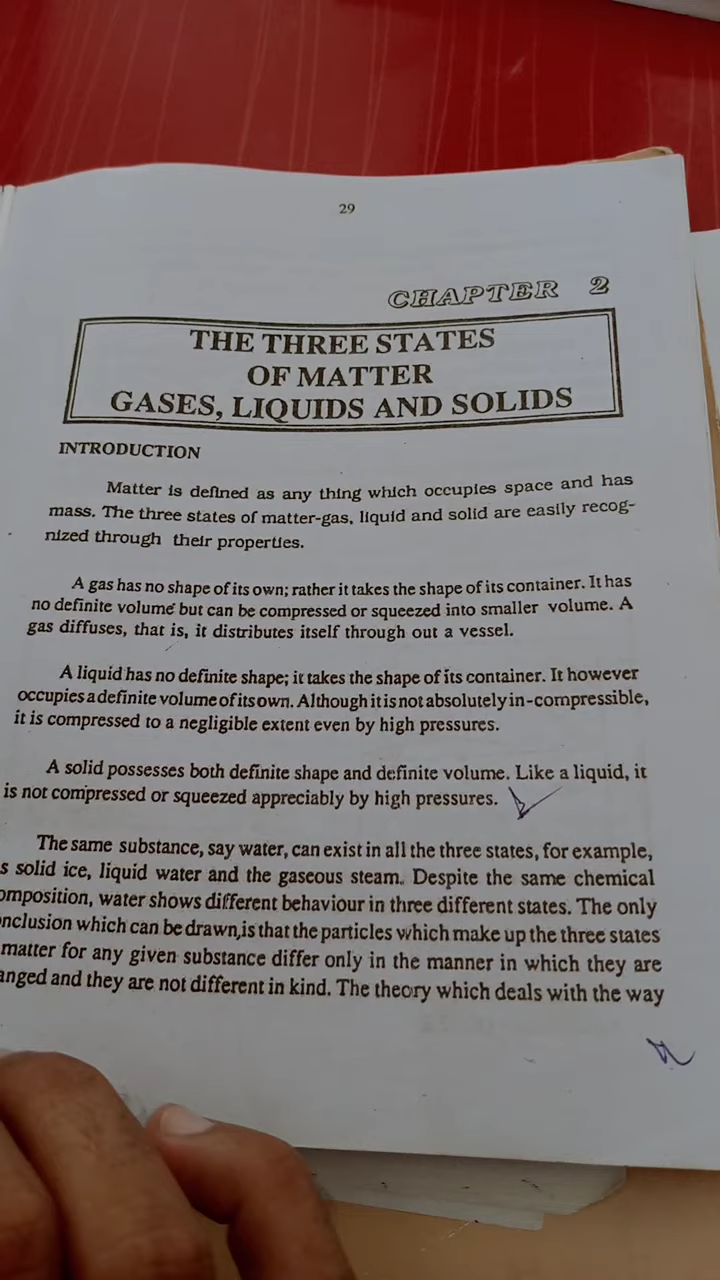 29
CHAPTER 2
THE THREE STATES
OF MATTER
GASES, LIQUIDS AND SOLIDS
INTRODUCTION
Matter is defined as any thing which occupies space and has
mass. The three states of matter-gas, liquid and solid are easily recog-
nized through their properties.
A gas has no shape of its own; rather it takes the shape of its container. It has
no definite volume but can be compressed or squeezed into smaller volume. A
gas diffuses, that is, it distributes itself through out a vessel.
A liquid has no definite shape; it takes the shape of its container. It however
occupies a definite volume of its own. Although it is not absolutely in-compressible,
it is compressed to a negligible extent even by high pressures.
A solid possesses both definite shape and definite volume. Like a liquid, it
is not compressed or squeezed appreciably by high pressures.
The same substance, say water, can exist in all the three states, for example,
s solid ice, liquid water and the gaseous steam. Despite the same chemical
omposition, water shows different behaviour in three different states. The only
nclusion which can be drawn,is that the particles which make up the three states
matter for any given substance differ only in the manner in which they are
anged and they are not different in kind. The theory which deals with the way